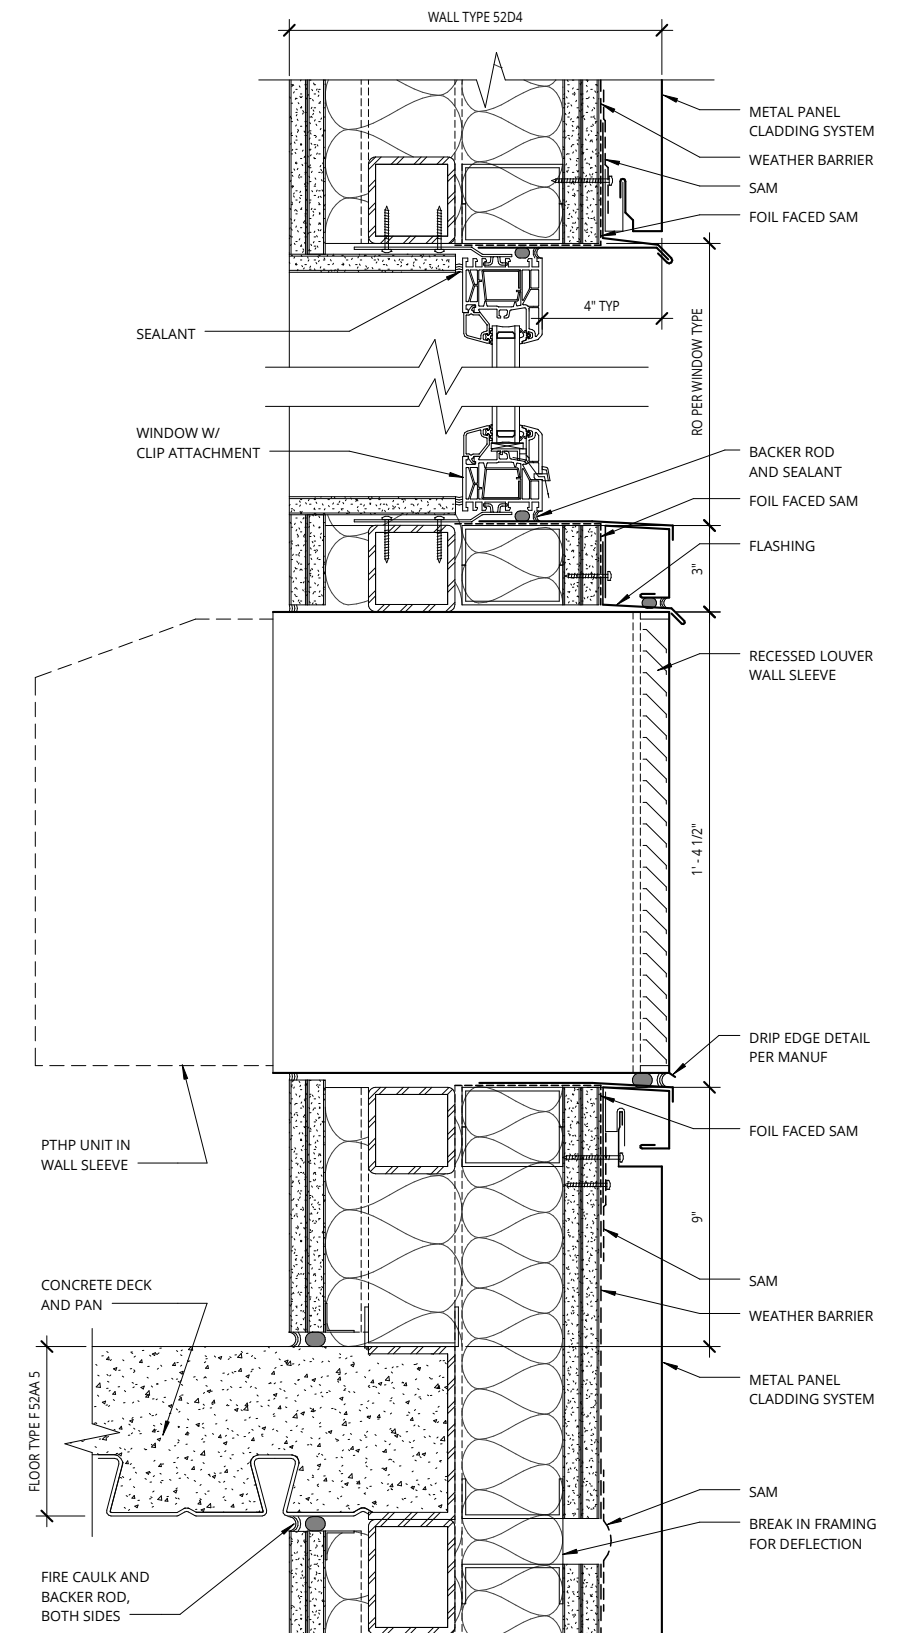 WALL TYPE 52D4
METAL PANEL
CLADDING SYSTEM
WEATHER BARRIER
SAM
FOIL FACED SAM
4" TYP
SEALANT
RO PER WINDOW TYPE
WINDOW W/
CLIP ATTACHMENT
BACKER ROD
AND SEALANT
FOIL FACED SAM
FLASHING
3"
RECESSED LOUVER
WALL SLEEVE
1' - 4 1/2"
DRIP EDGE DETAIL
PER MANUF
FOIL FACED SAM
PTHP UNIT IN
WALL SLEEVE
9"
SAM
CONCRETE DECK
AND PAN
WEATHER BARRIER
METAL PANEL
CLADDING SYSTEM
FLOOR TYPE F 52AA 5
SAM
BREAK IN FRAMING
FOR DEFLECTION
FIRE CAULK AND
BACKER ROD,
BOTH SIDES